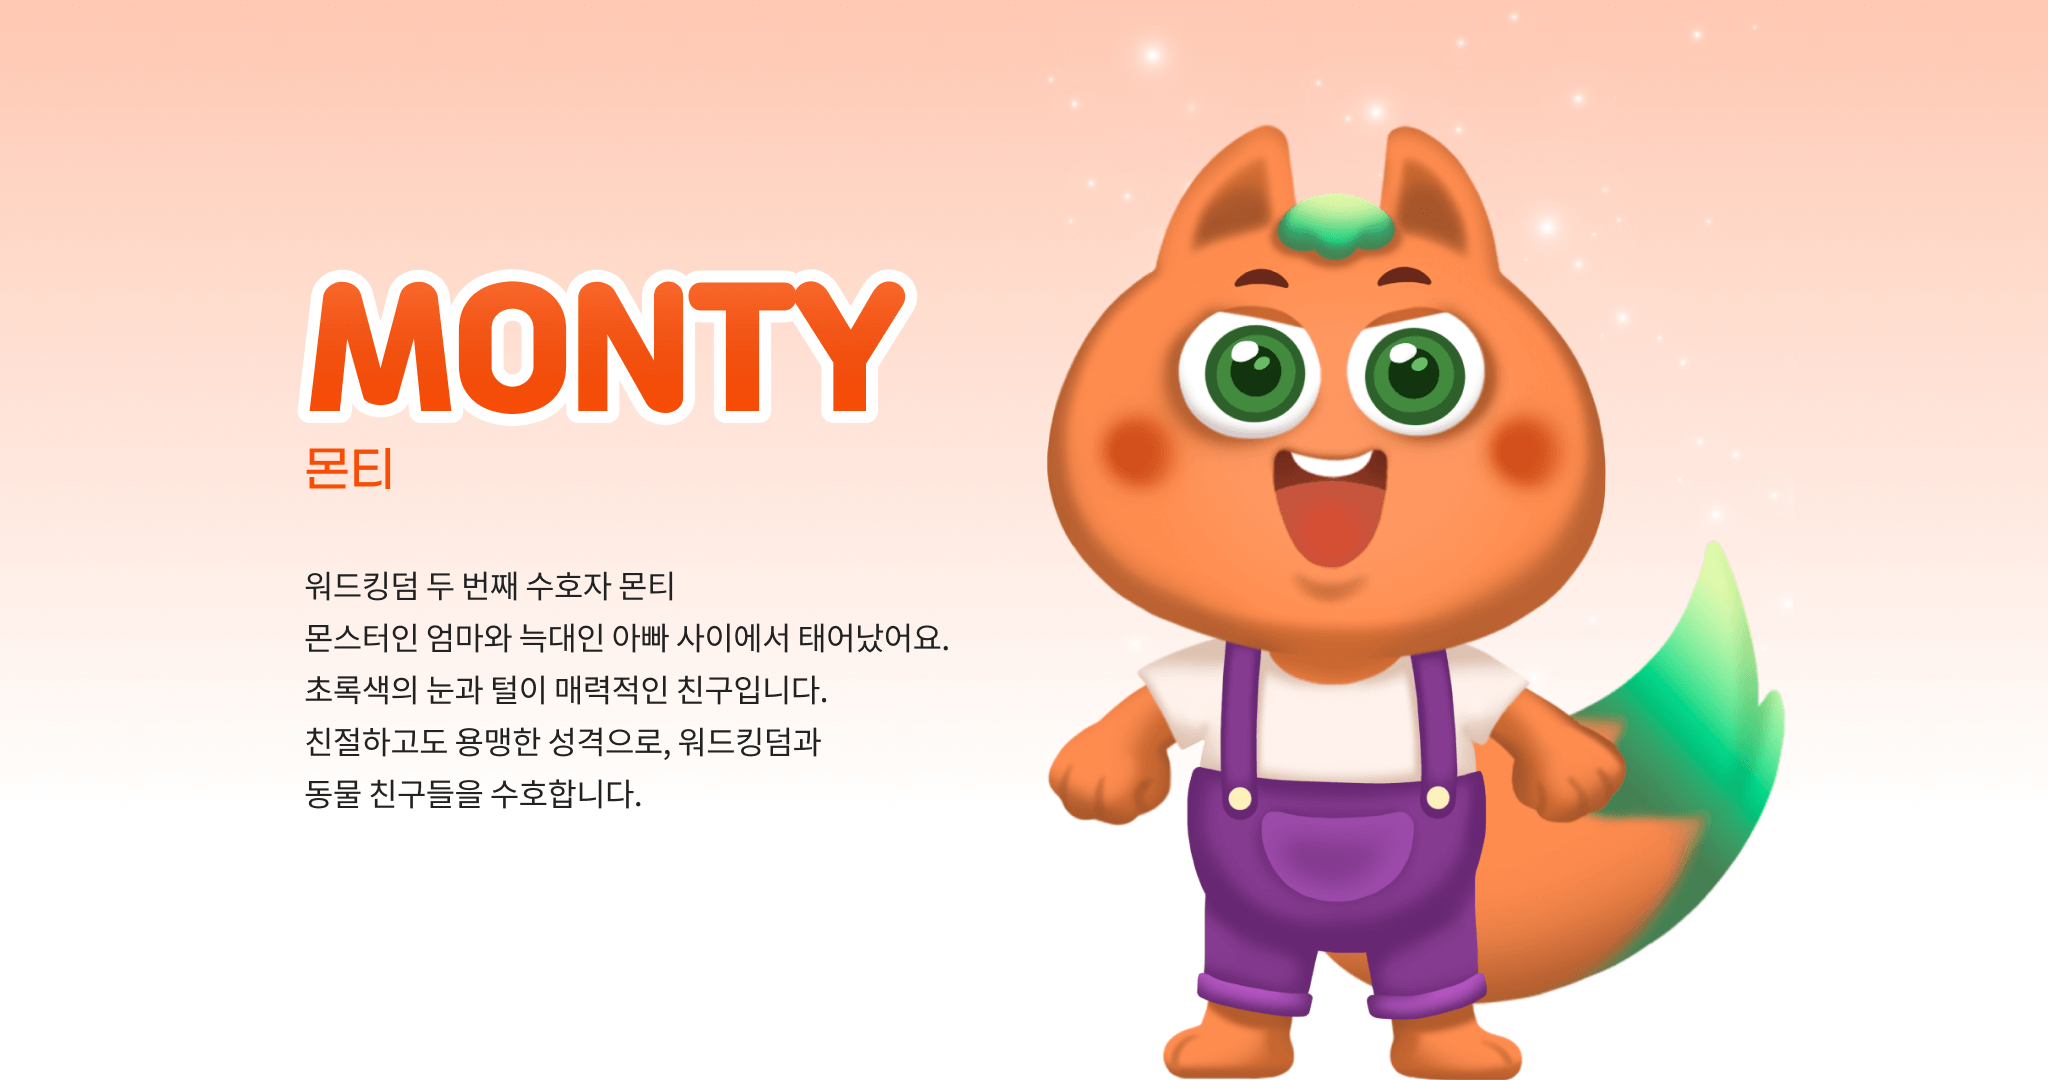 MONTY
몬티
워드킹덤 두 번째 수호자 몬티
몬스터인 엄마와 늑대인 아빠 사이에서 태어났어요.
초록색의 눈과 털이 매력적인 친구입니다.
친절하고도 용맹한 성격으로, 워드킹덤과
동물 친구들을 수호합니다.